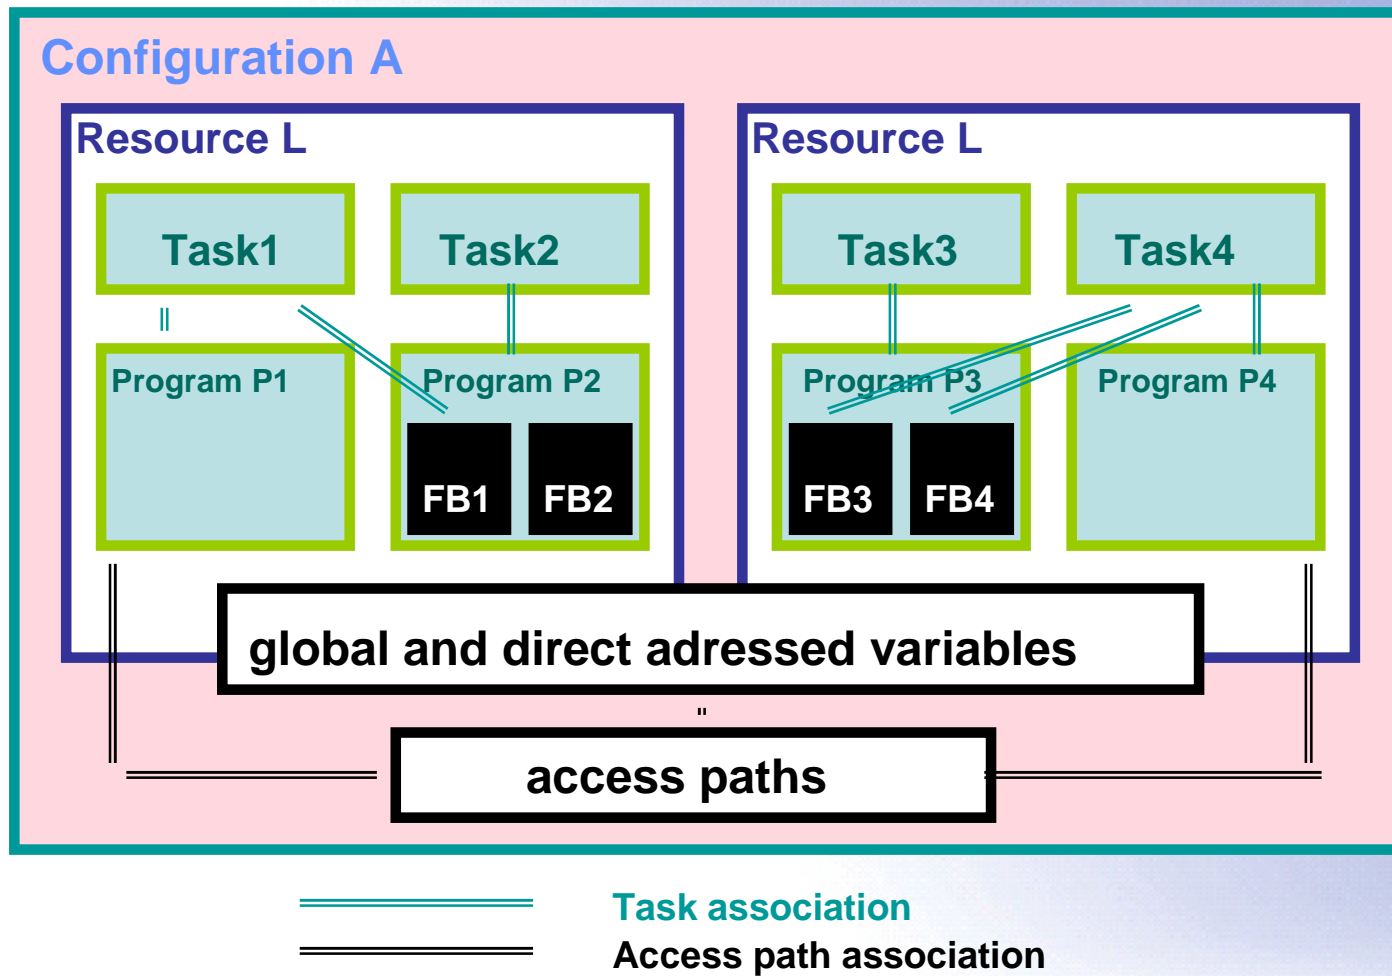 Configuration A
Resource L
Resource L
Task1
Task2
Task3
Task4
Program P1
Program P2
Program P3
Program P4
FB1
FB2
FB3
FB4
global and direct adressed variables
access paths
Task association
Access path association